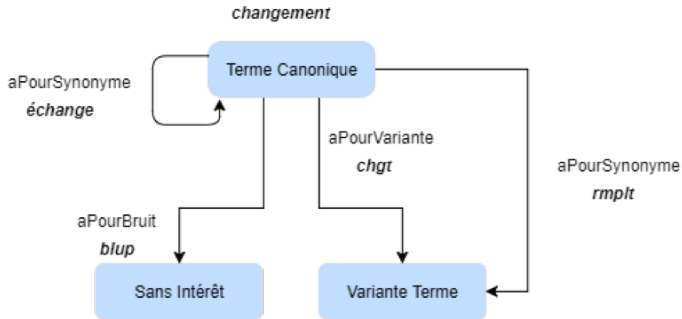 changement
Terme Canonique
aPourSynonyme
échange
aPourVariante
chgt
aPourSynonyme
rmplt
aPourBruit
blup
Sans Intérêt
Variante Terme